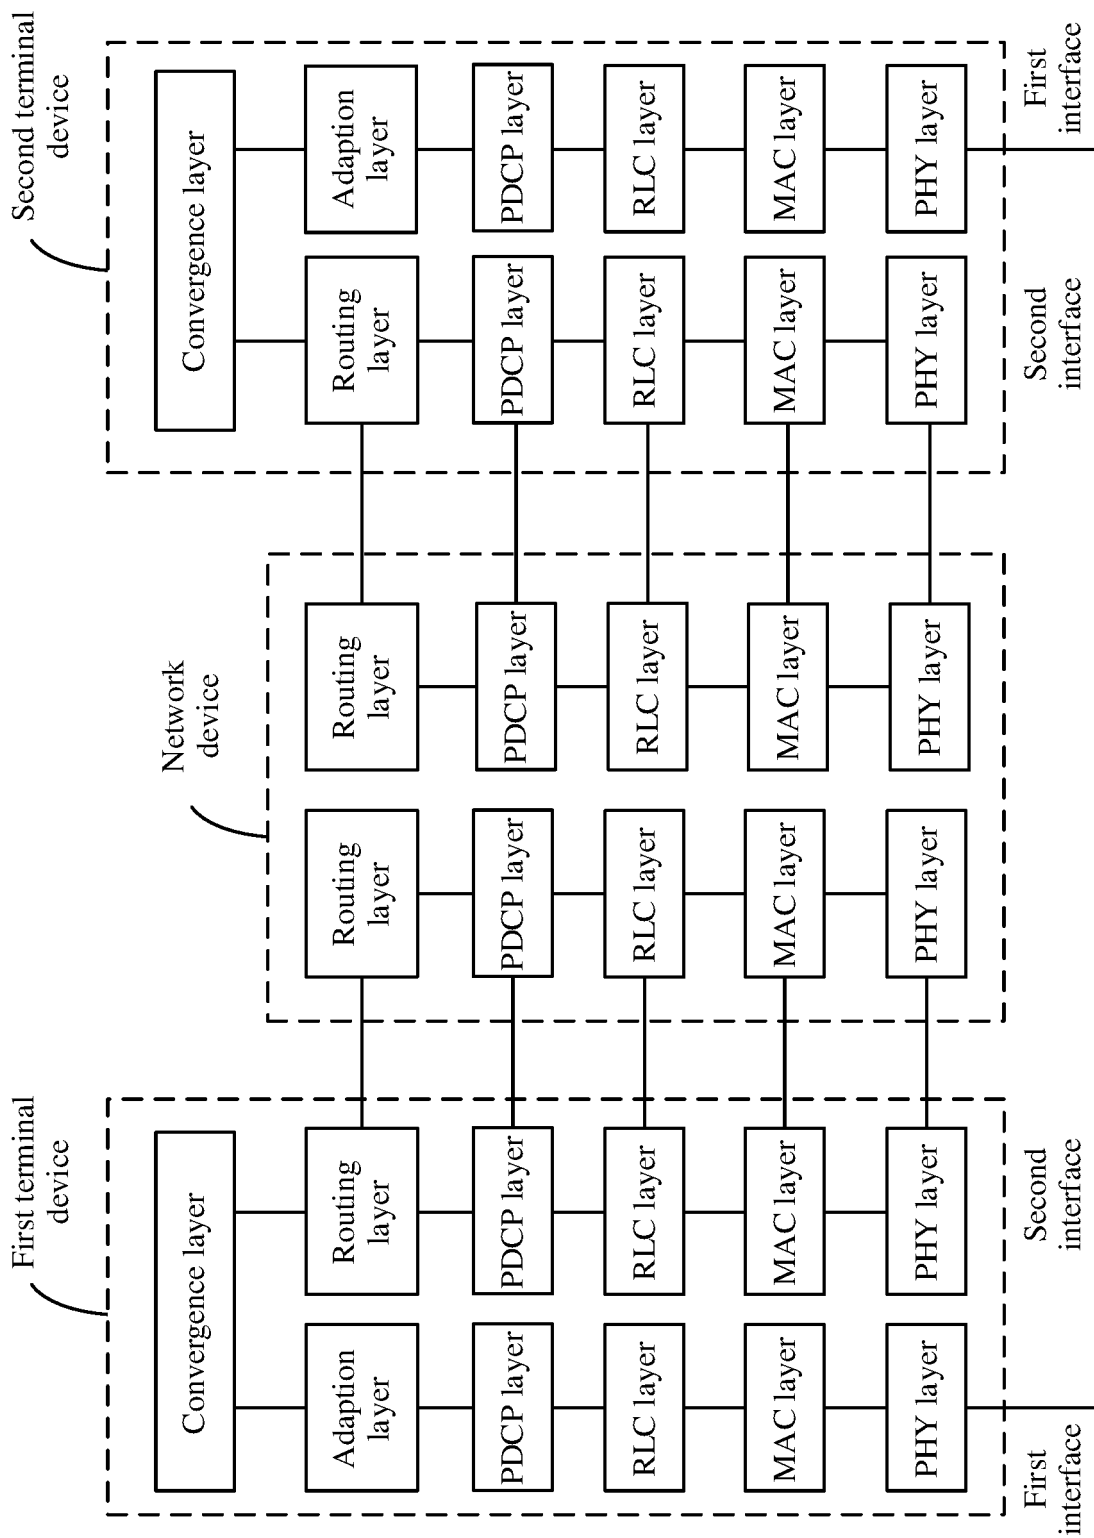 First terminal
device
Network
device
Second terminal
device
Convergence layer
Convergence layer
Adaption
layer
Routing
layer
Routing
layer
Routing
layer
Routing
layer
Adaption
layer
PDCP layer
PDCP layer
PDCP layer
PDCP layer
PDCP layer
PDCP layer
RLC layer
RLC layer
RLC layer
RLC layer
RLC layer
RLC layer
MAC layer
MAC layer
MAC layer
MAC layer
MAC layer
MAC layer
PHY layer
PHY layer
PHY layer
PHY layer
PHY layer
PHY layer
First
interface
Second
interface
Second
interface
First
interface